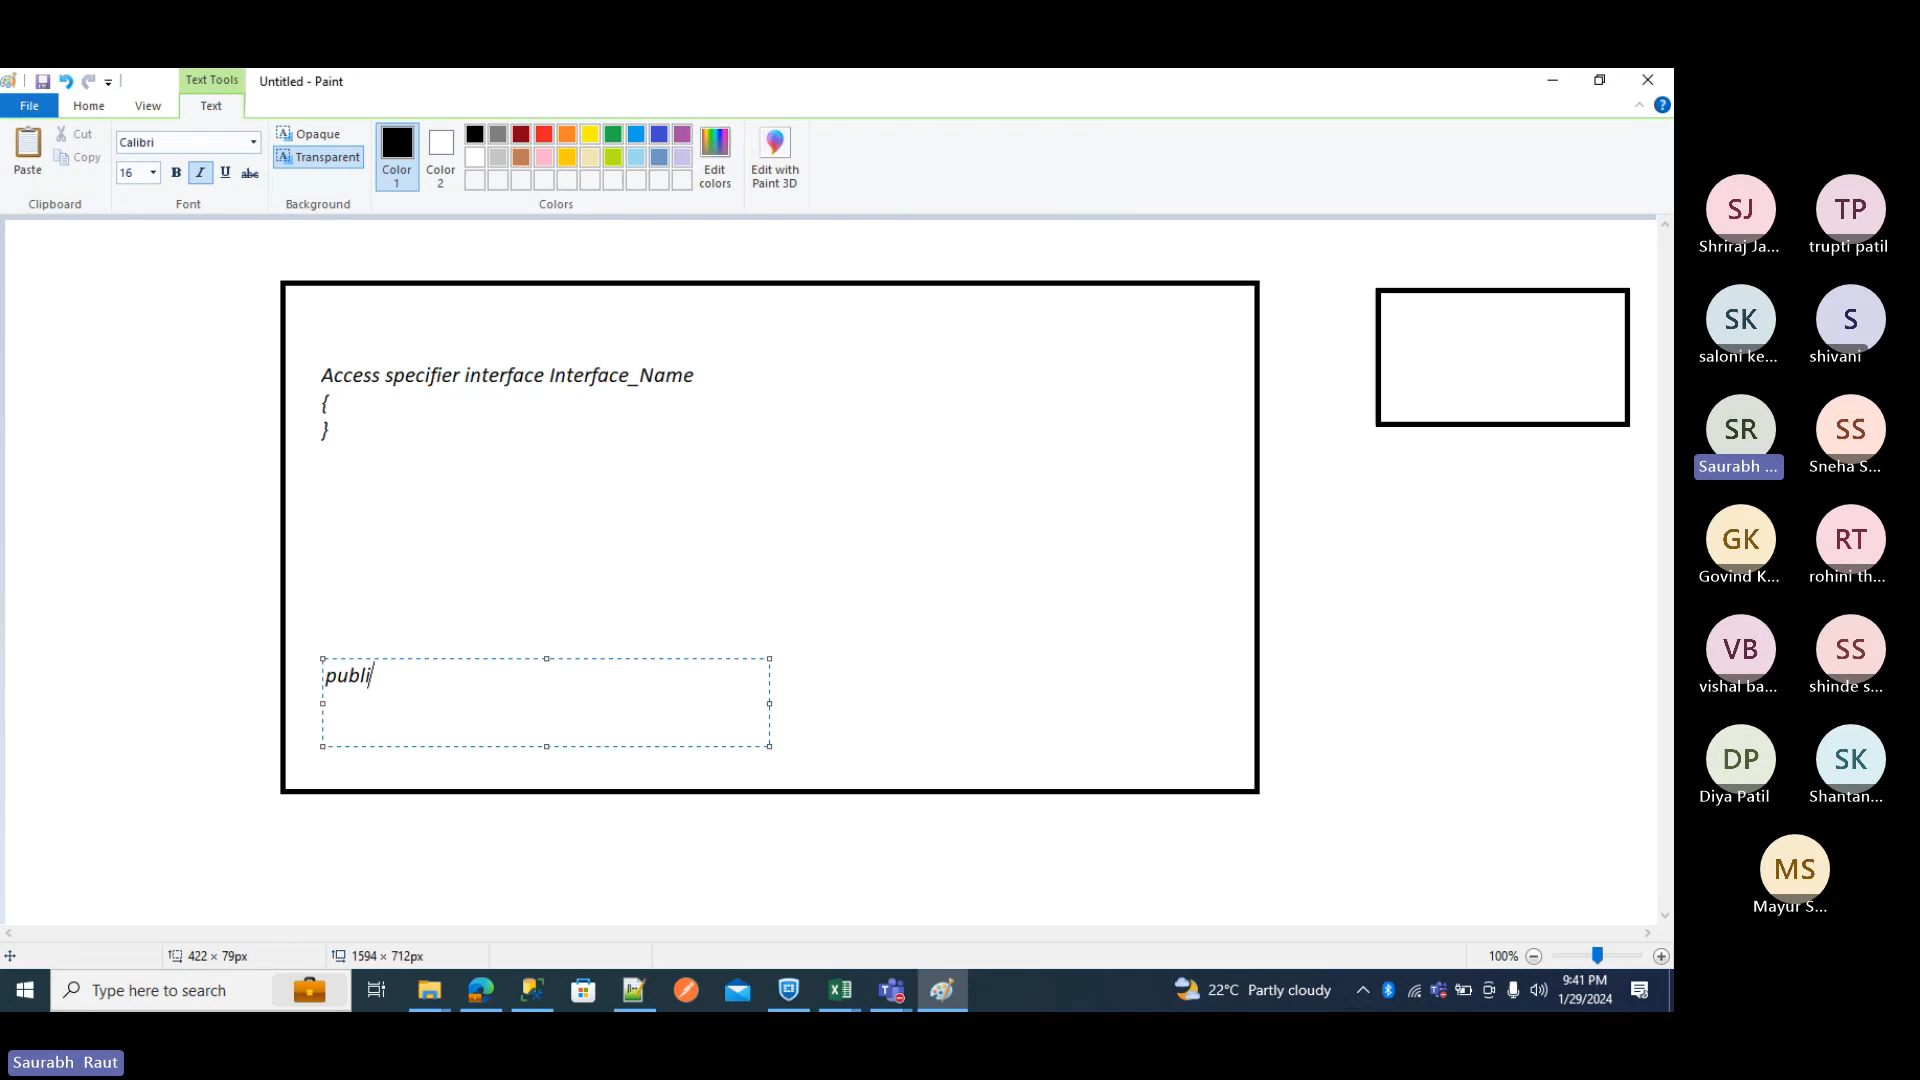 Text Tools
Untitled - Paint
File
Home
View
Text
Paste
Cut
Copy
Clipboard
Calibri
16
B I U abc
Font
Opaque
Transparent
Background
Color 1
Color 2
Colors
Edit colors
Edit with Paint 3D
Access specifier interface Interface_Name
{
}
publi
422 × 79px
1594 × 712px
100%
Type here to search
22°C Partly cloudy
9:41 PM
1/29/2024
SJ
Shriraj Ja...
TP
trupti patil
SK
saloni ke...
S
shivani
SR
Saurabh ...
SS
Sneha S...
GK
Govind K...
RT
rohini th...
VB
vishal ba...
SS
shinde s...
DP
Diya Patil
SK
Shantan...
MS
Mayur S...
Saurabh Raut